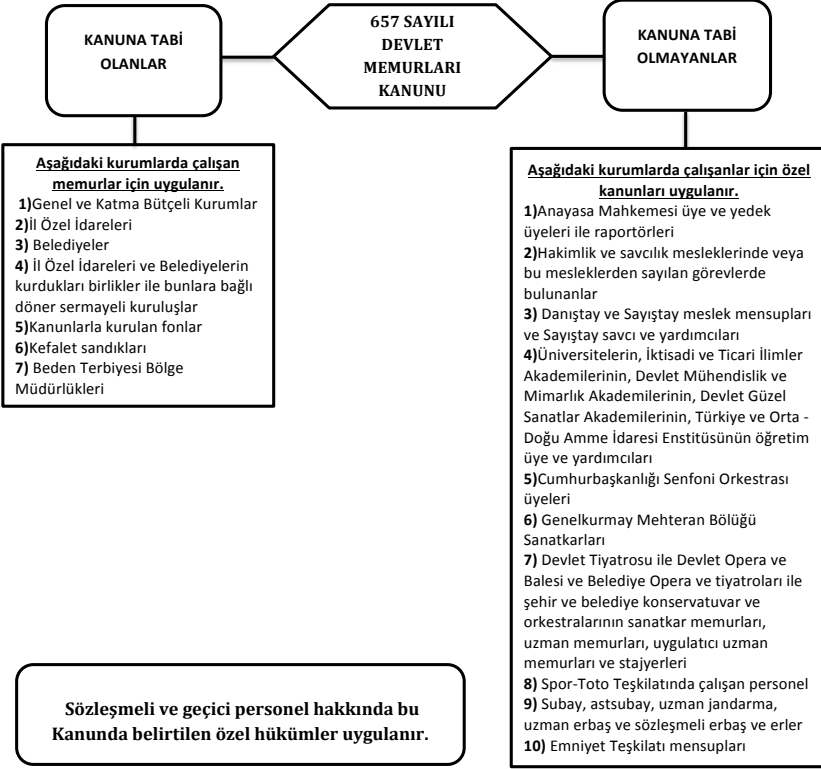 KANUNA TABİ
OLANLAR
657 SAYILI
DEVLET
MEMURLARI
KANUNU
KANUNA TABİ
OLMAYANLAR
Aşağıdaki kurumlarda çalışan
memurlar için uygulanır.
1)Genel ve Katma Bütçeli Kurumlar
2)İl Özel İdareleri
3) Belediyeler
4) İl Özel İdareleri ve Belediyelerin
kurdukları birlikler ile bunlara bağlı
döner sermayeli kuruluşlar
5)Kanunlarla kurulan fonlar
6)Kefalet sandıkları
7) Beden Terbiyesi Bölge
Müdürlükleri
Aşağıdaki kurumlarda çalışanlar için özel
kanunları uygulanır.
1)Anayasa Mahkemesi üye ve yedek
üyeleri ile raportörleri
2)Hakimlik ve savcılık mesleklerinde veya
bu mesleklerden sayılan görevlerde
bulunanlar
3) Danıştay ve Sayıştay meslek mensupları
ve Sayıştay savcı ve yardımcıları
4)Üniversitelerin, İktisadi ve Ticari İlimler
Akademilerinin, Devlet Mühendislik ve
Mimarlık Akademilerinin, Devlet Güzel
Sanatlar Akademilerinin, Türkiye ve Orta -
Doğu Amme İdaresi Enstitüsünün öğretim
üye ve yardımcıları
5)Cumhurbaşkanlığı Senfoni Orkestrası
üyeleri
6) Genelkurmay Mehteran Bölüğü
Sanatkarları
7) Devlet Tiyatrosu ile Devlet Opera ve
Balesi ve Belediye Opera ve tiyatroları ile
şehir ve belediye konservatuvar ve
orkestralarının sanatkar memurları,
uzman memurları, uygulatıcı uzman
memurları ve stajyerleri
8) Spor-Toto Teşkilatında çalışan personel
9) Subay, astsubay, uzman jandarma,
uzman erbaş ve sözleşmeli erbaş ve erler
10) Emniyet Teşkilatı mensupları
Sözleşmeli ve geçici personel hakkında bu
Kanunda belirtilen özel hükümler uygulanır.